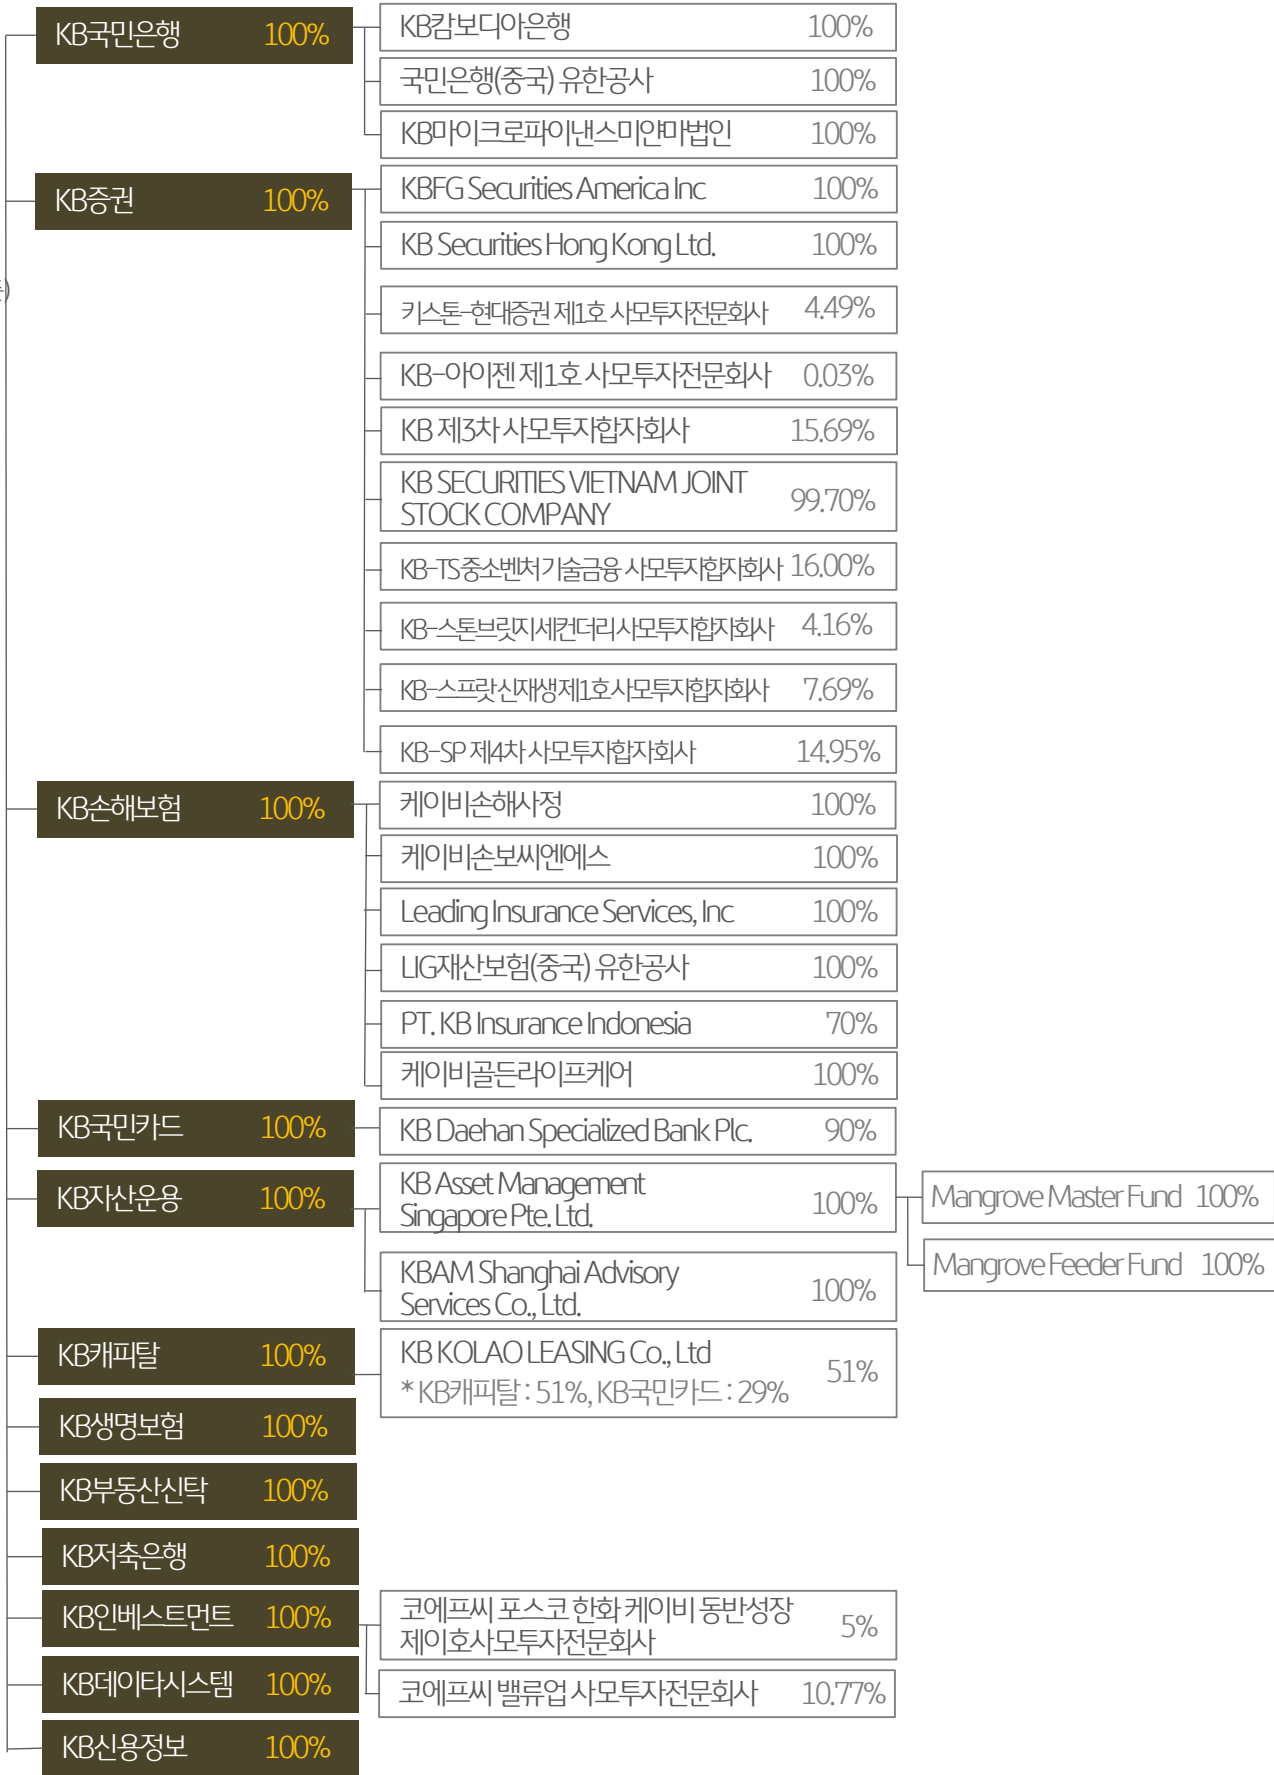 KB국민은행 100%
KB캄보디아은행 100%
국민은행(중국) 유한공사 100%
KB마이크로파이낸스미얀마법인 100%
KB증권 100%
KBFG Securities America Inc 100%
KB Securities Hong Kong Ltd. 100%
키스톤-현대증권 제1호 사모투자전문회사 4.49%
KB-아이젠 제1호 사모투자전문회사 0.03%
KB 제3차 사모투자합자회사 15.69%
KB SECURITIES VIETNAM JOINT
STOCK COMPANY 99.70%
KB-TS 중소벤처 기술금융 사모투자합자회사 16.00%
KB-스톤브릿지세컨더리사모투자합자회사 4.16%
KB-스프랏신재생제1호사모투자합자회사 7.69%
KB-SP 제4차 사모투자합자회사 14.95%
KB손해보험 100%
케이비손해사정 100%
케이비손보씨엔에스 100%
Leading Insurance Services, Inc 100%
LIG재산보험(중국) 유한공사 100%
PT. KB Insurance Indonesia 70%
케이비골든라이프케어 100%
KB국민카드 100%
KB Daehan Specialized Bank Plc. 90%
KB자산운용 100%
KB Asset Management
Singapore Pte. Ltd. 100%
Mangrove Master Fund 100%
Mangrove Feeder Fund 100%
KBAM Shanghai Advisory
Services Co., Ltd. 100%
KB캐피탈 100%
KB KOLAO LEASING Co., Ltd 51%
* KB캐피탈 : 51%, KB국민카드 : 29%
KB생명보험 100%
KB부동산신탁 100%
KB저축은행 100%
KB인베스트먼트 100%
코에프씨 포스코 한화 케이비 동반성장
제이호사모투자전문회사 5%
KB데이타시스템 100%
코에프씨 밸류업 사모투자전문회사 10.77%
KB신용정보 100%